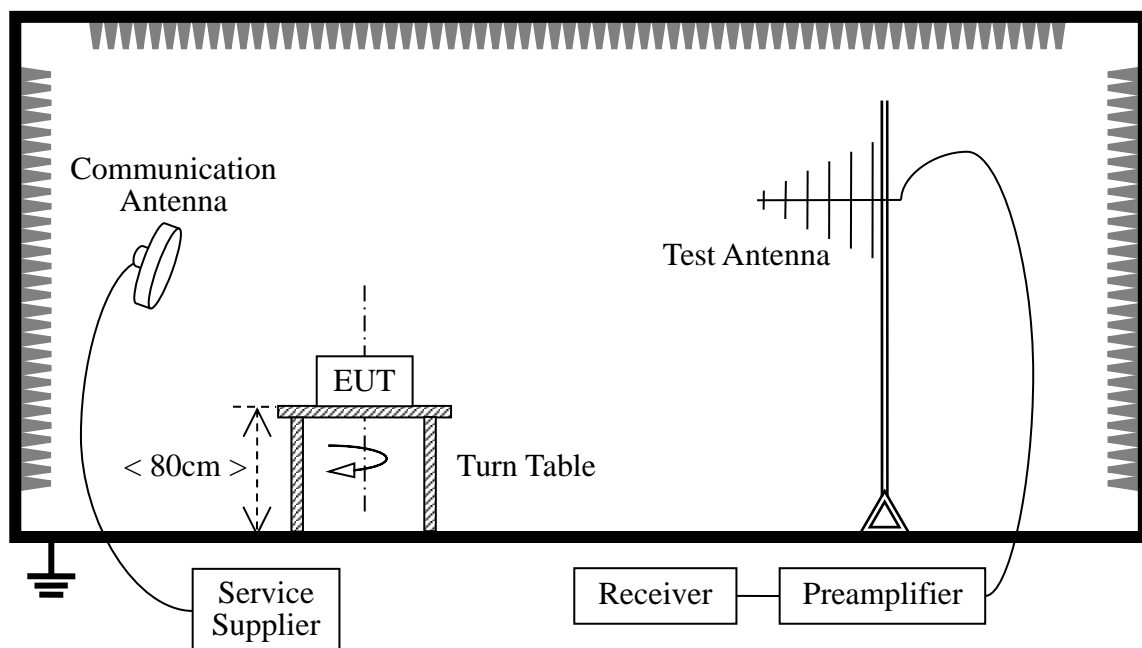 Communication
Antenna
Test Antenna
EUT
< 80cm >
Turn Table
Service
Supplier
Receiver
Preamplifier